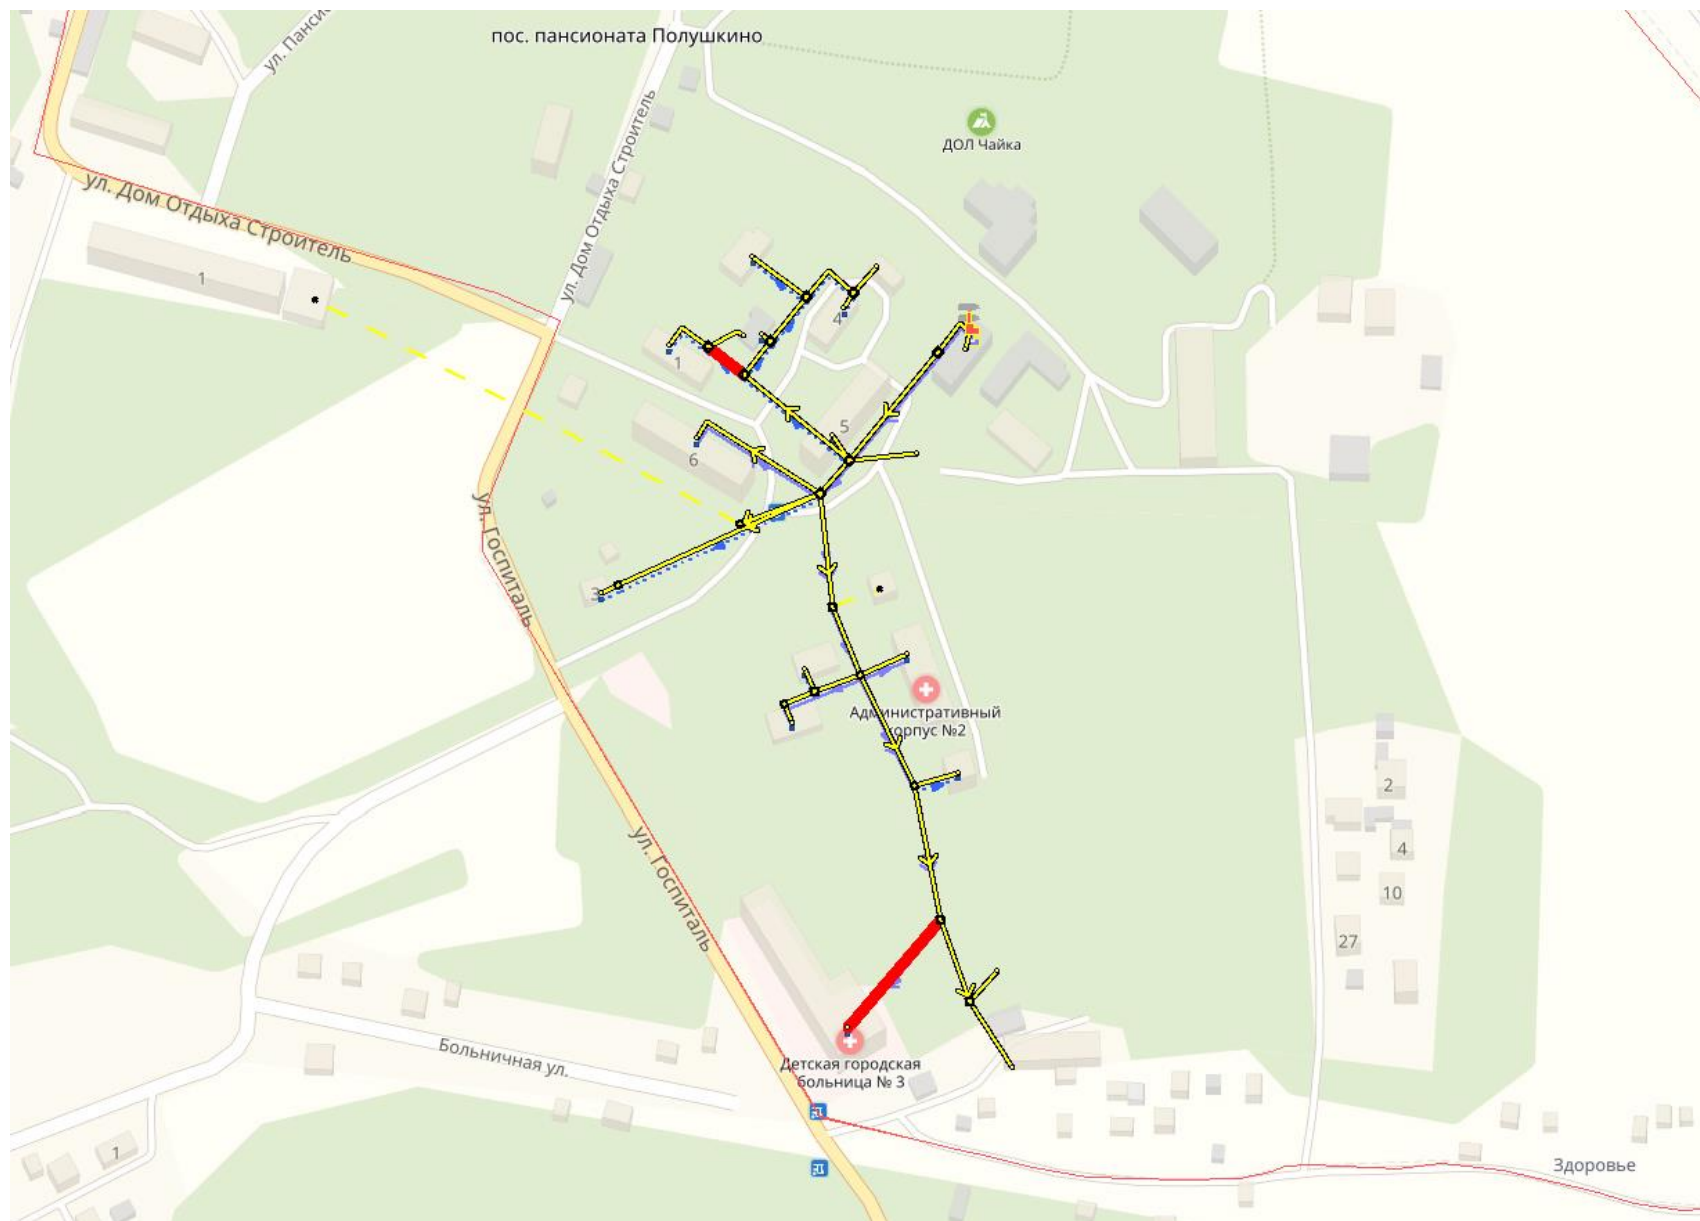 пос. пансионата Полушкино
ул. Пансио
ул. Дом Отдыха Строитель
ДОЛ Чайка
ул. Дом Отдыха Строитель
1
4
1
5
6
3
ул. Госпиталь
Административный
корпус №2
2
4
10
27
ул. Госпиталь
Больничная ул.
Детская городская
больница № 3
1
Здоровье